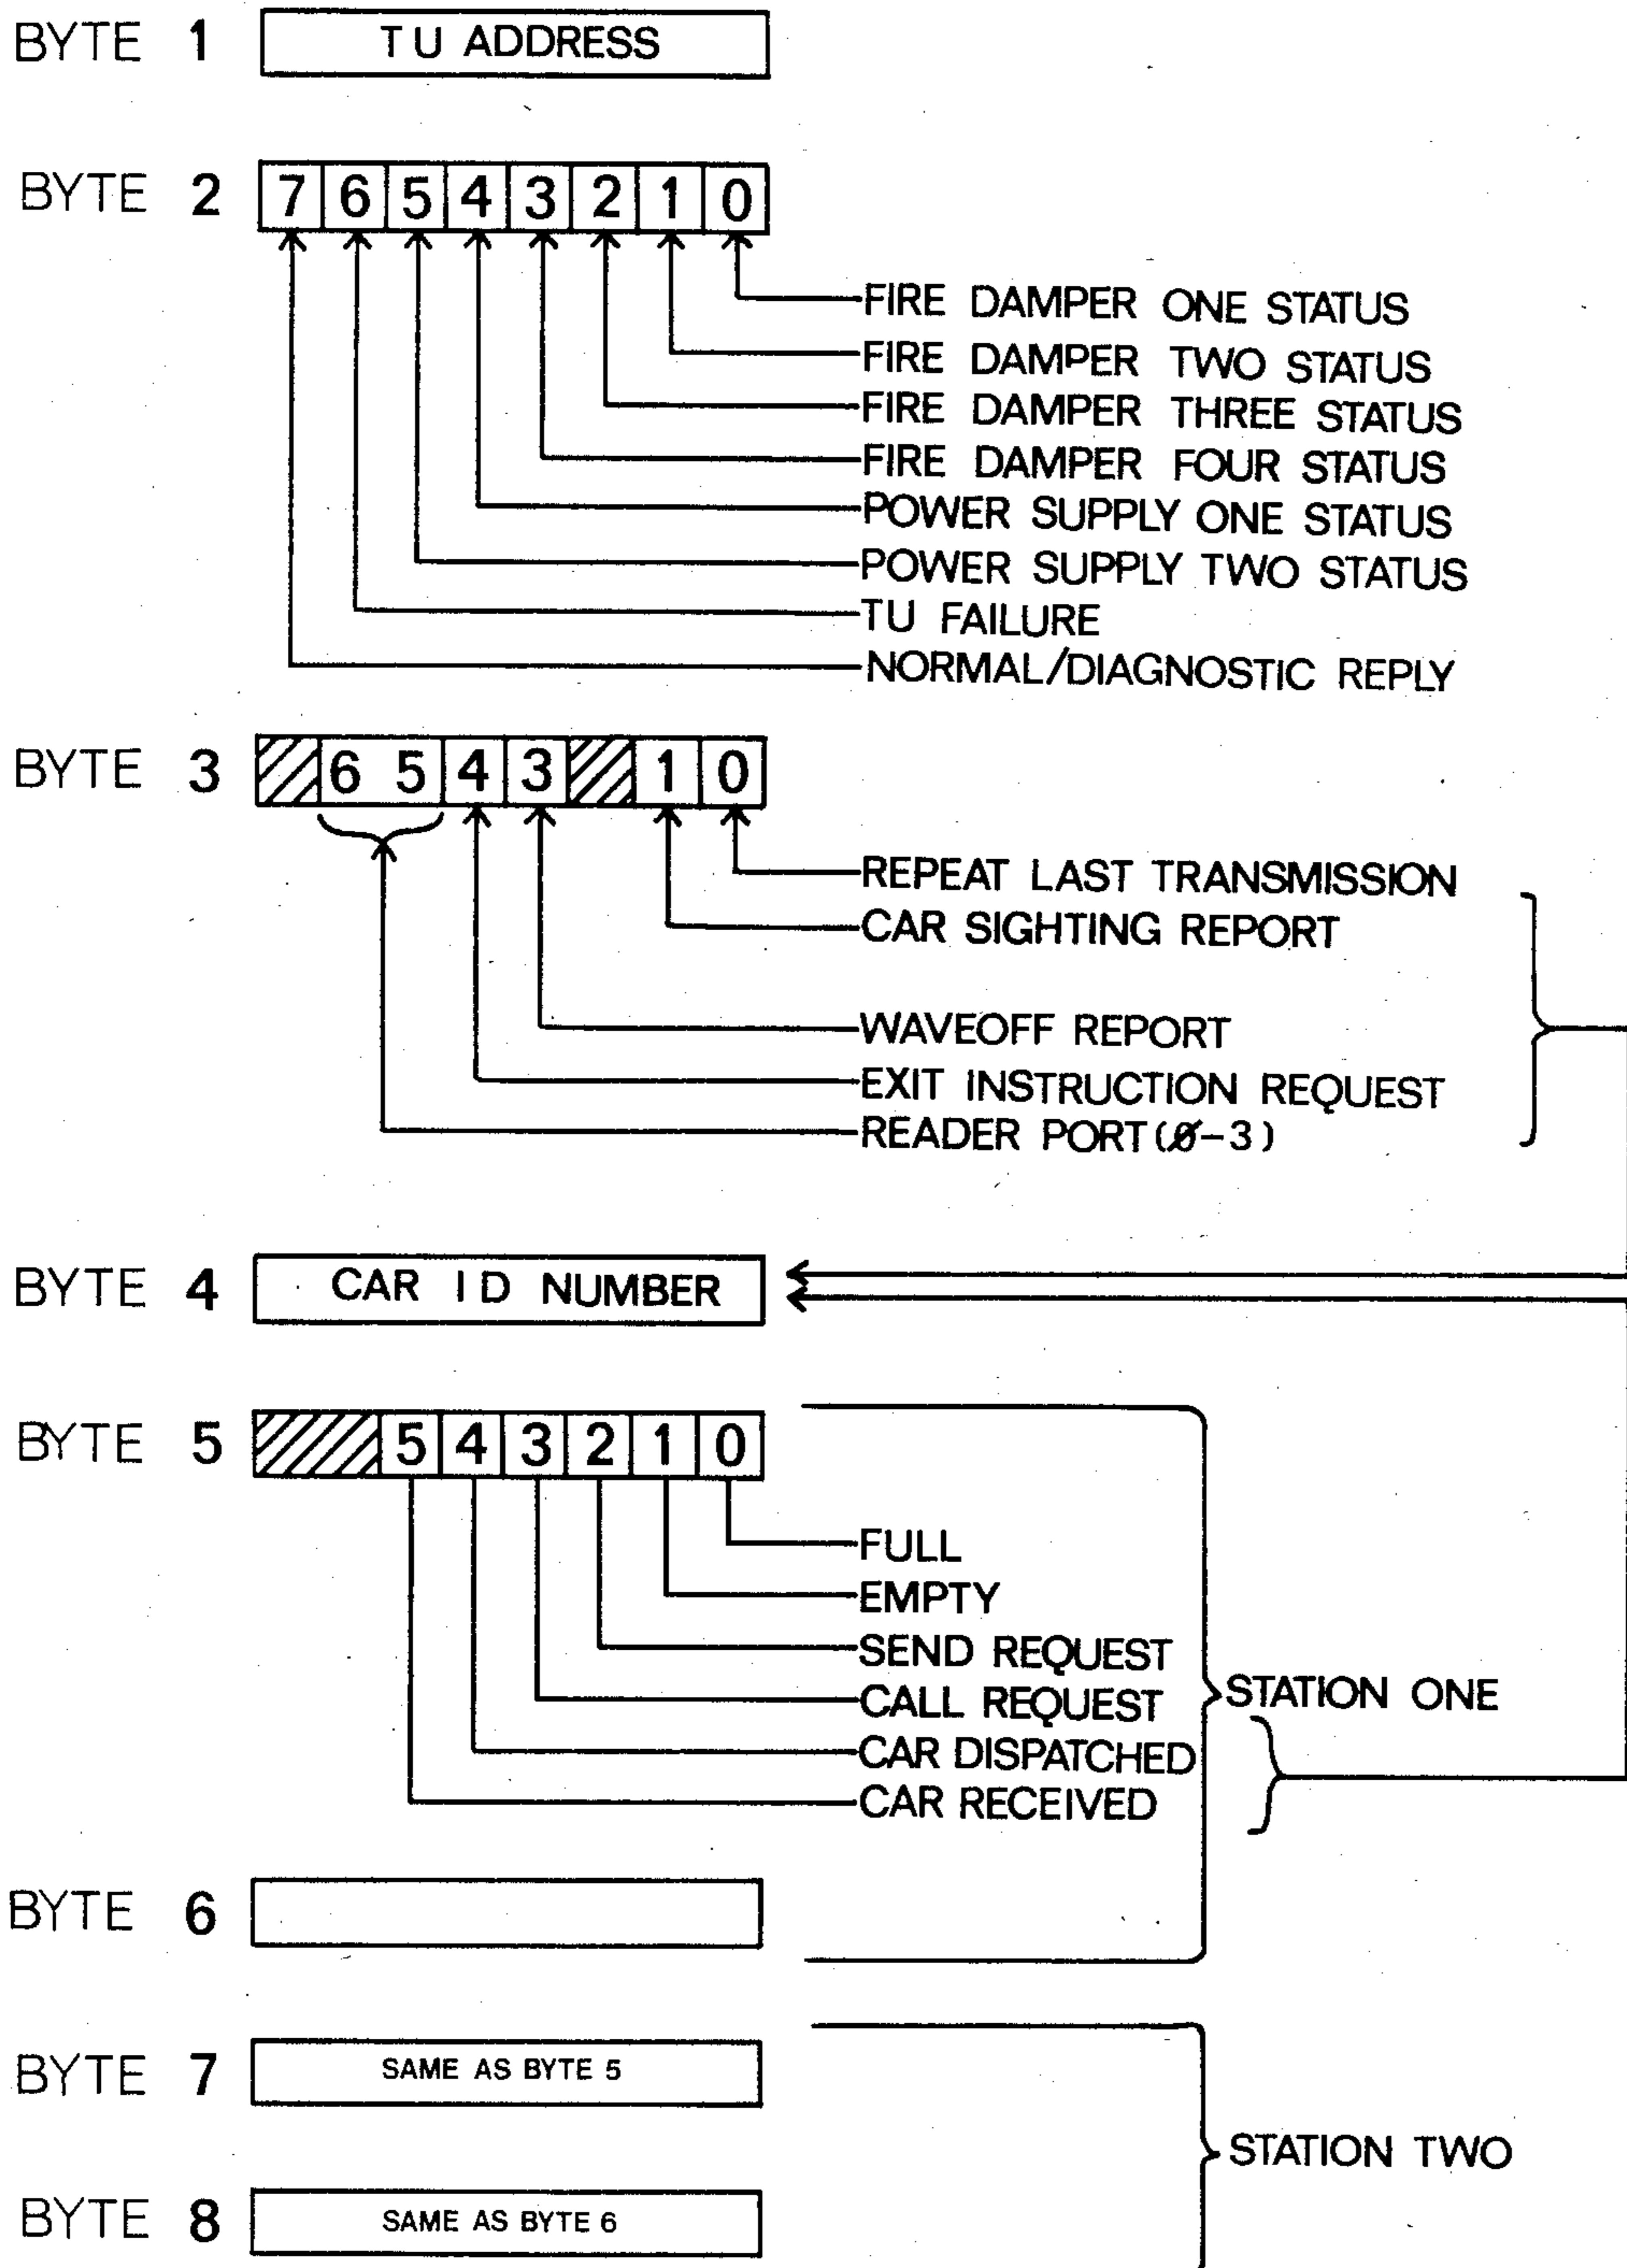 BYTE 1 TU ADDRESS
BYTE 2 7 6 5 4 3 2 1 0
FIRE DAMPER ONE STATUS
FIRE DAMPER TWO STATUS
FIRE DAMPER THREE STATUS
FIRE DAMPER FOUR STATUS
POWER SUPPLY ONE STATUS
POWER SUPPLY TWO STATUS
TU FAILURE
NORMAL/DIAGNOSTIC REPLY
BYTE 3 6 5 4 3 1 0
REPEAT LAST TRANSMISSION
CAR SIGHTING REPORT
WAVEOFF REPORT
EXIT INSTRUCTION REQUEST
READER PORT (Ø-3)
BYTE 4 CAR ID NUMBER
BYTE 5 5 4 3 2 1 0
FULL
EMPTY
SEND REQUEST
CALL REQUEST
STATION ONE
CAR DISPATCHED
CAR RECEIVED
BYTE 6
BYTE 7 SAME AS BYTE 5
STATION TWO
BYTE 8 SAME AS BYTE 6